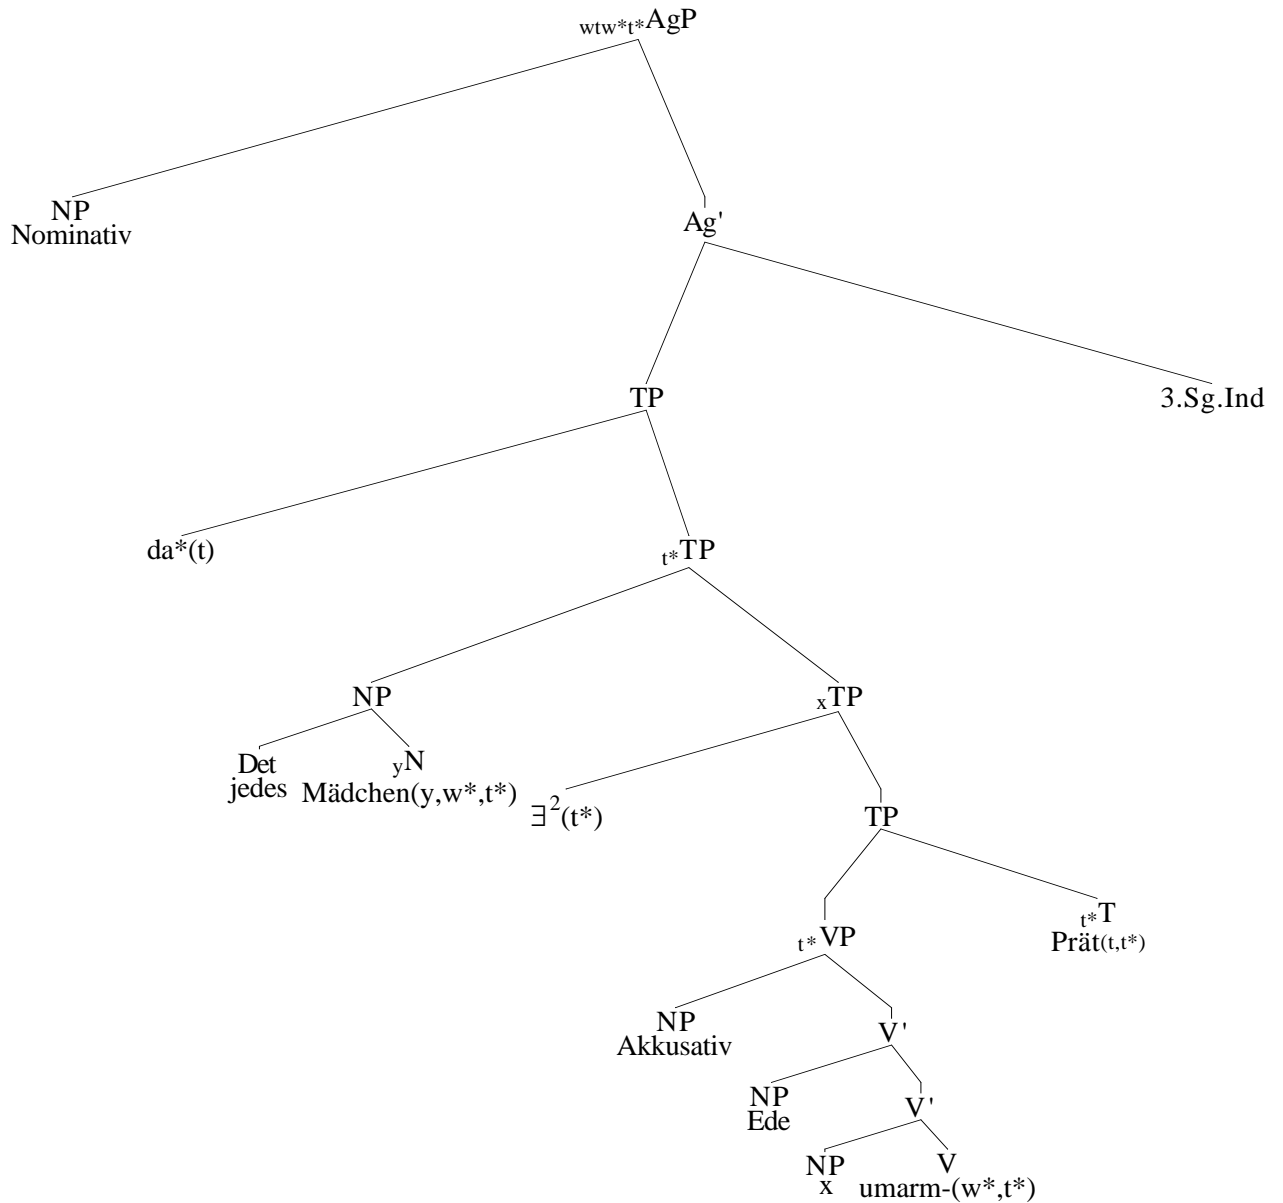 wtw*t*AgP
NP
Nominativ
Ag'
TP
3.Sg.Ind
da*(t)
t*TP
NP
xTP
Det
jedes
yN
Mädchen(y,w*,t*)
∃²(t*)
TP
t*VP
t*T
Prät(t,t*)
NP
Akkusativ
V'
NP
Ede
V'
NP
x
V
umarm-(w*,t*)